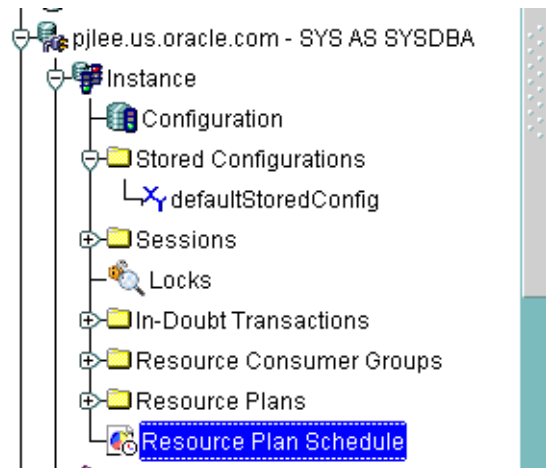 pjlee.us.oracle.com - SYS AS SYSDBA
Instance
Configuration
Stored Configurations
defaultStoredConfig
Sessions
Locks
In-Doubt Transactions
Resource Consumer Groups
Resource Plans
Resource Plan Schedule